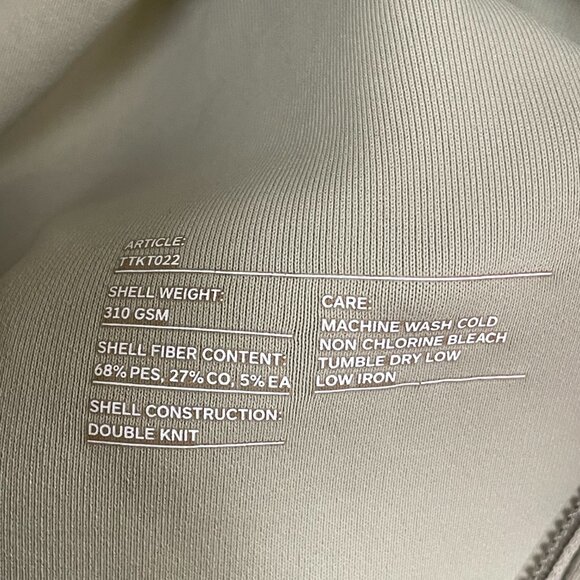 ARTICLE:
TTKT022
SHELL WEIGHT:
310 GSM
SHELL FIBER CONTENT:
68% PES, 27% CO, 5% EA
SHELL CONSTRUCTION:
DOUBLE KNIT
CARE:
MACHINE WASH COLD
NON CHLORINE BLEACH
TUMBLE DRY LOW
LOW IRON